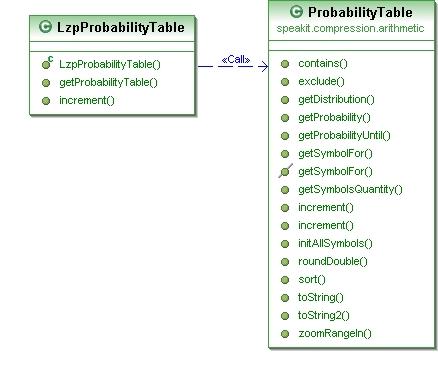 C LzpProbabilityTable
c LzpProbabilityTable()
getProbabilityTable()
increment()
«Call»
C ProbabilityTable
speakit.compression.arithmetic
contains()
exclude()
getDistribution()
getProbability()
getProbabilityUntil()
getSymbolFor()
getSymbolFor()
getSymbolsQuantity()
increment()
increment()
initAllSymbols()
roundDouble()
sort()
toString()
toString2()
zoomRangeIn()